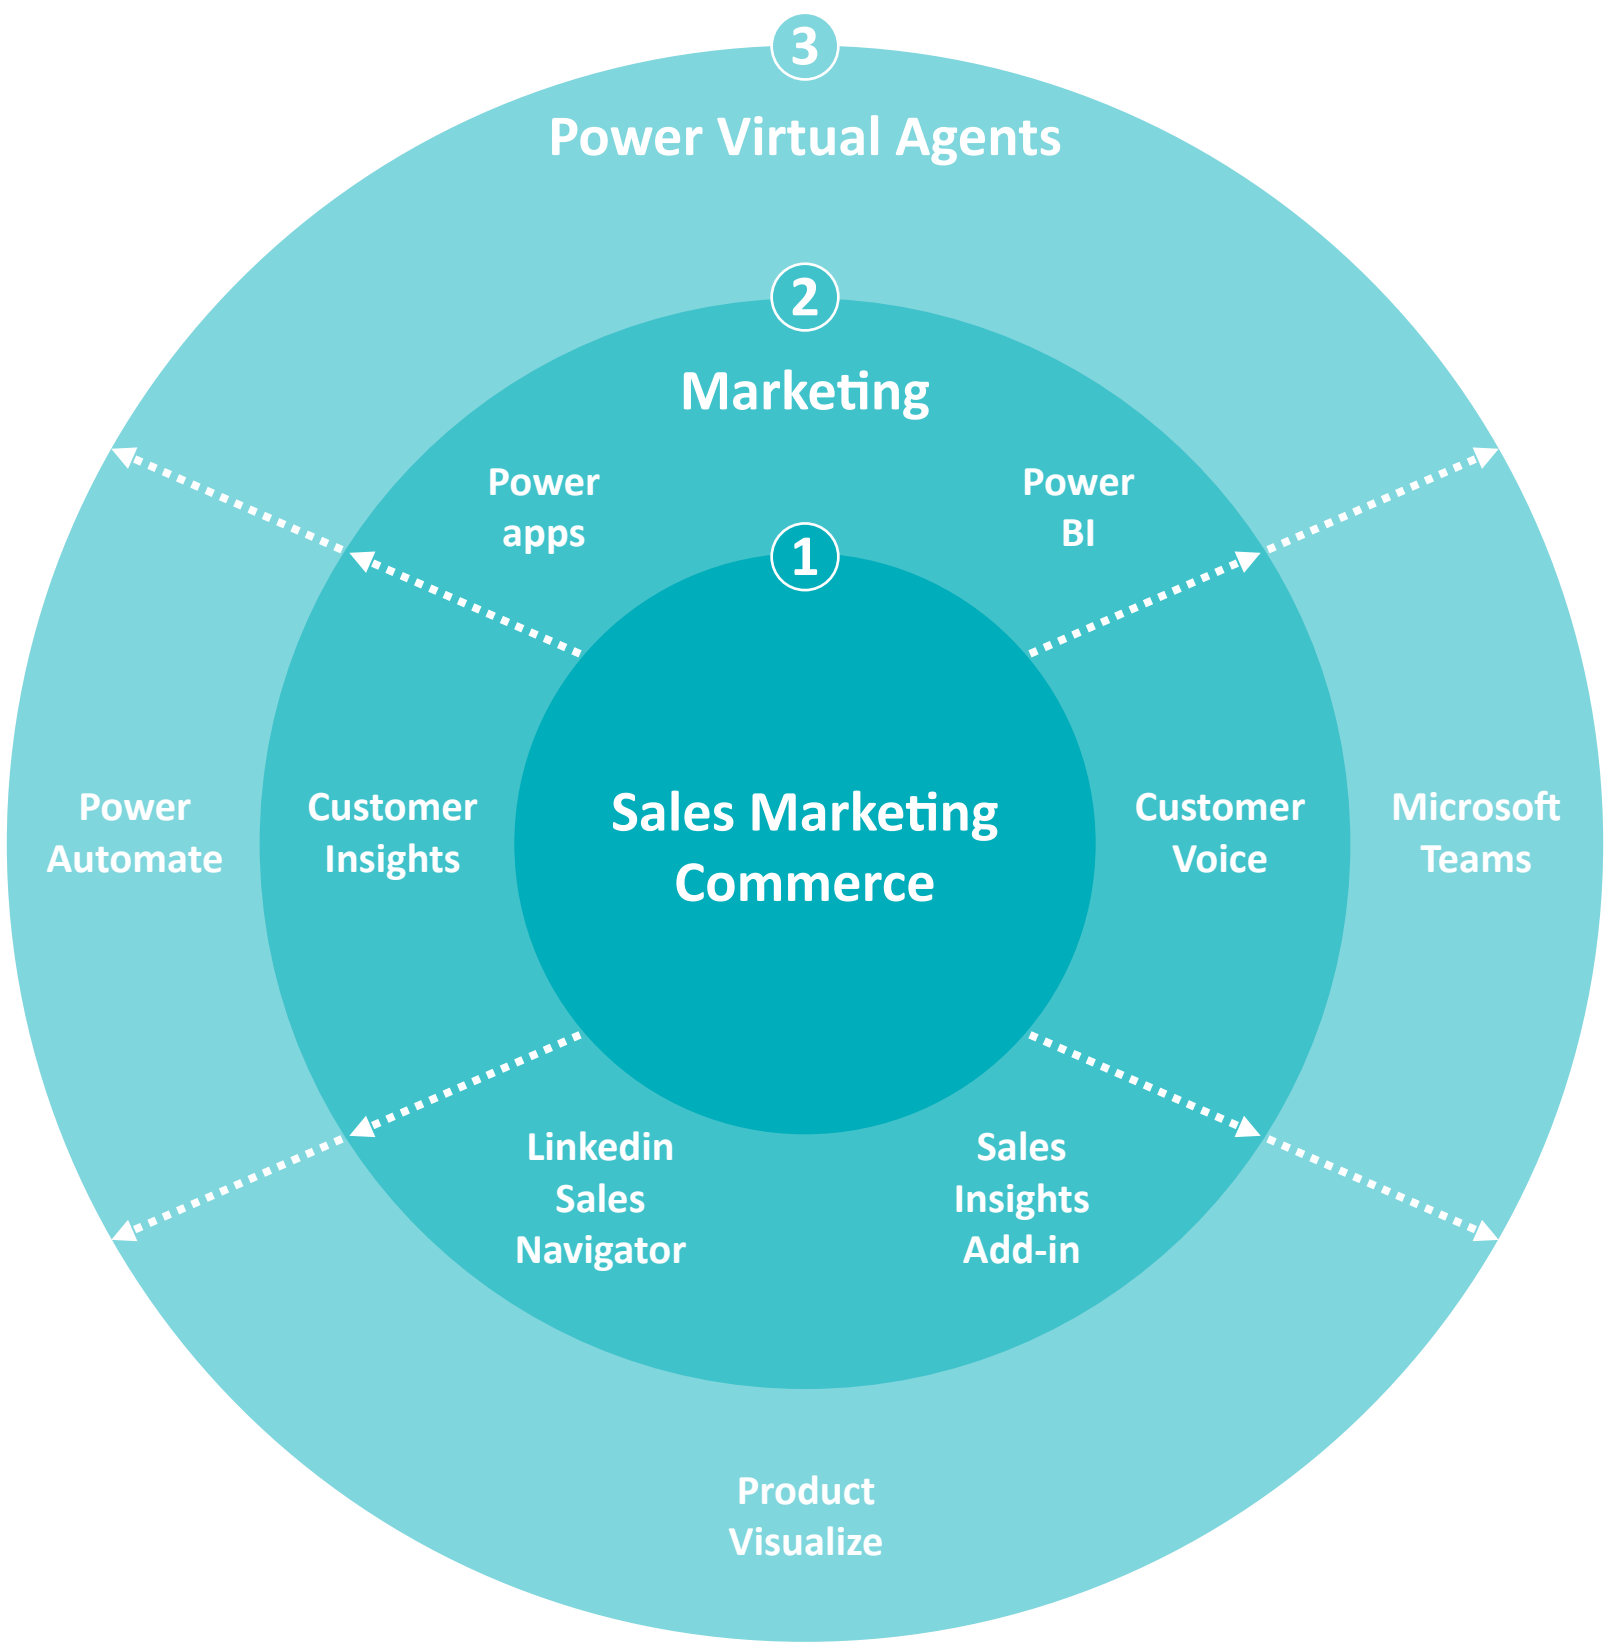 3
Power Virtual Agents
2
Marketing
Power
apps
Power
BI
1
Power
Automate
Customer
Insights
Sales Marketing
Commerce
Customer
Voice
Microsoft
Teams
Linkedin
Sales
Navigator
Sales
Insights
Add-in
Product
Visualize